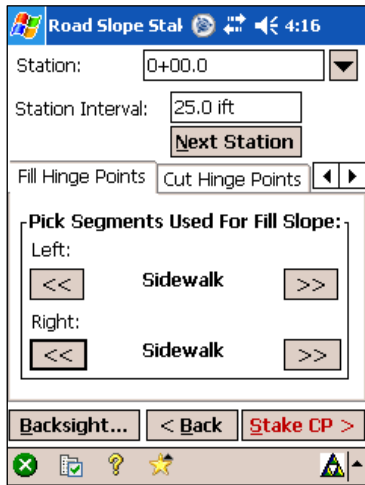 Road Slope Stak 4:16
Station: 0+00.0
Station Interval: 25.0 ift
Next Station
Fill Hinge Points Cut Hinge Points
Pick Segments Used For Fill Slope:
Left:
<< Sidewalk >>
Right:
<< Sidewalk >>
Backsight... < Back Stake CP >